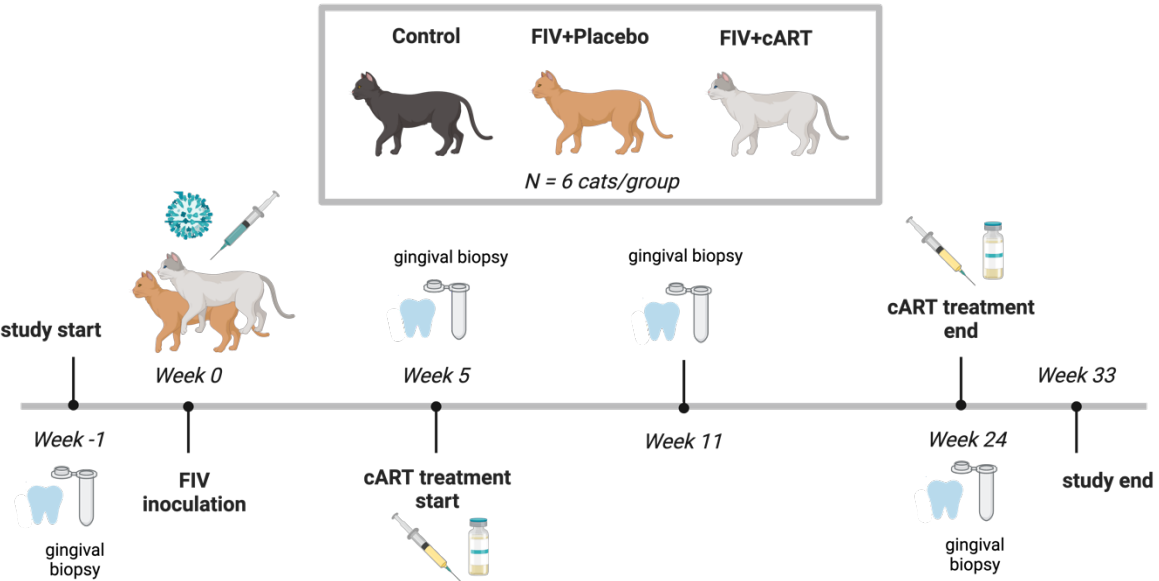 Control
FIV+Placebo
FIV+cART
N = 6 cats/group
gingival biopsy
gingival biopsy
cART treatment
end
study start
Week 0
Week 5
Week 33
Week -1
Week 11
Week 24
FIV
inoculation
cART treatment
start
study end
gingival
biopsy
gingival
biopsy